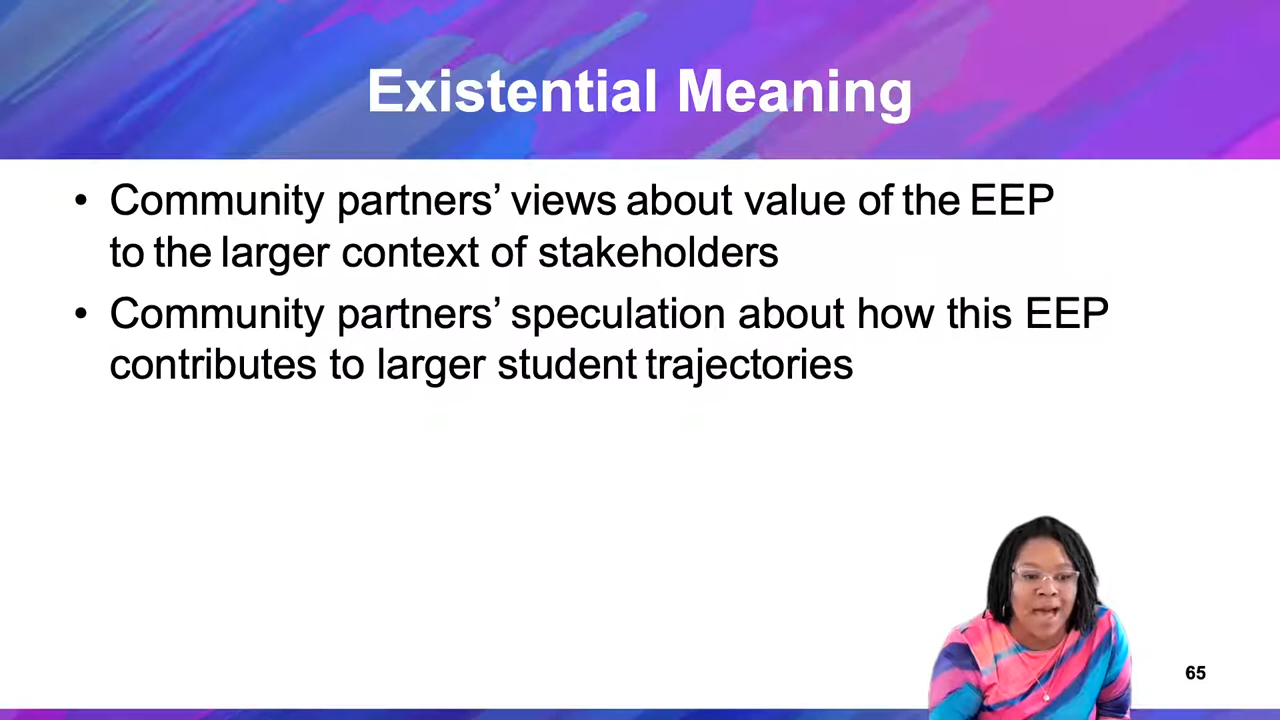 Existential Meaning
• Community partners’ views about value of the EEP
to the larger context of stakeholders
• Community partners’ speculation about how this EEP
contributes to larger student trajectories
65